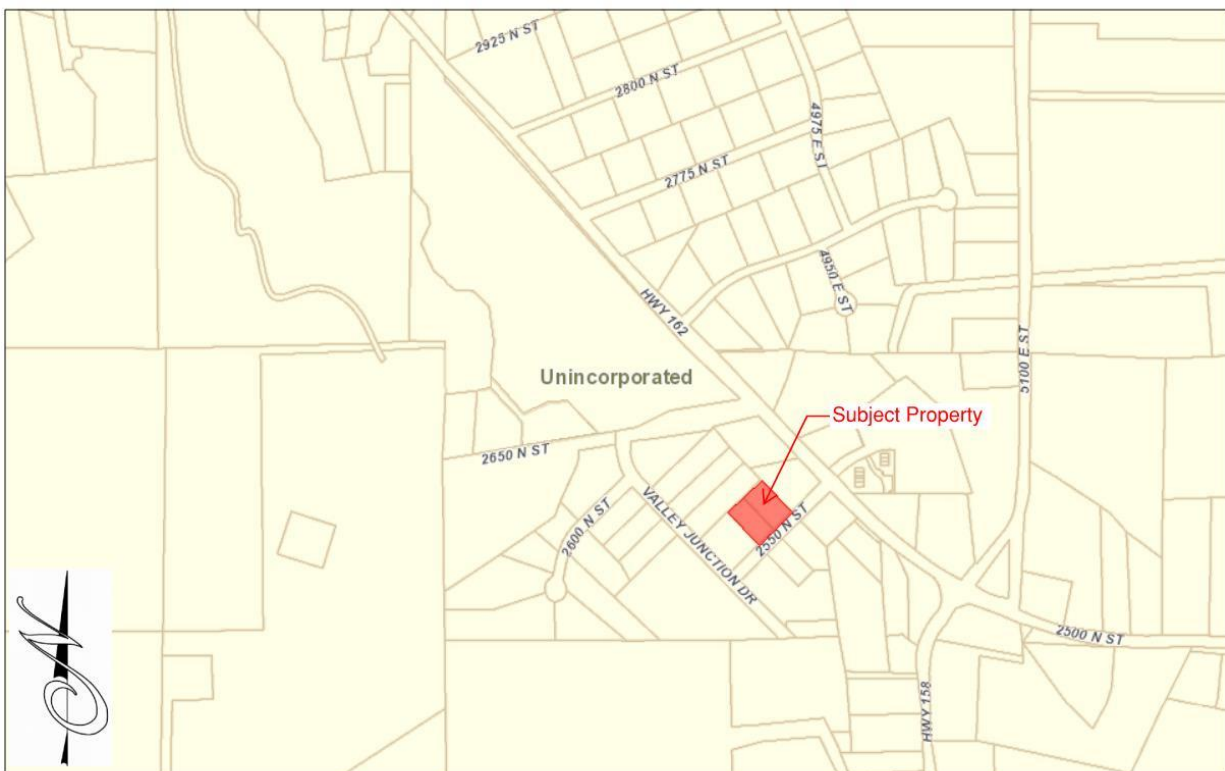 2925 N ST
2800 N ST
4975 E ST
2775 N ST
4950 E ST
HWY 162
5100 E ST
Unincorporated
Subject Property
2650 N ST
VALLEY JUNCTION DR
2600 N ST
2550 N ST
N
2500 N ST
HWY 158